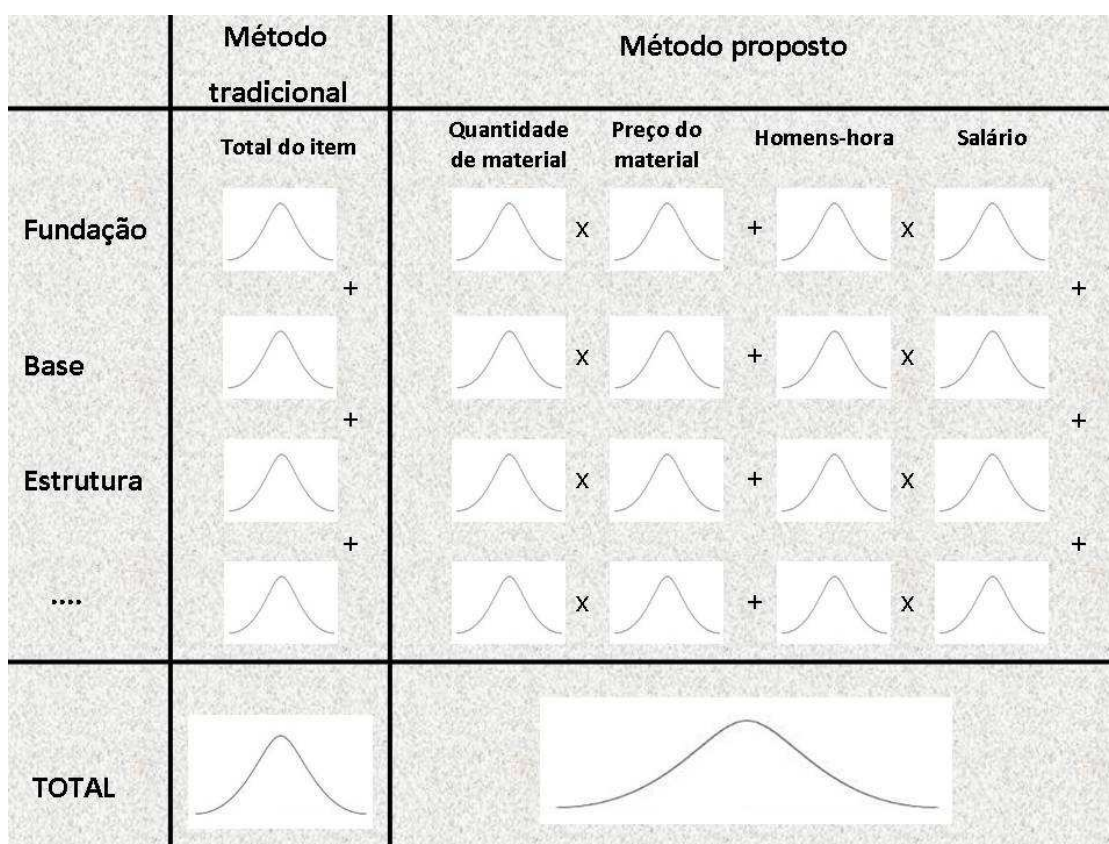 Método
tradicional
Método proposto
Total do item
Quantidade
de material
Preço do
material
Homens-hora
Salário
Fundação
x
+
x
+
+
Base
x
+
x
+
+
Estrutura
x
+
x
+
+
....
x
+
x
TOTAL